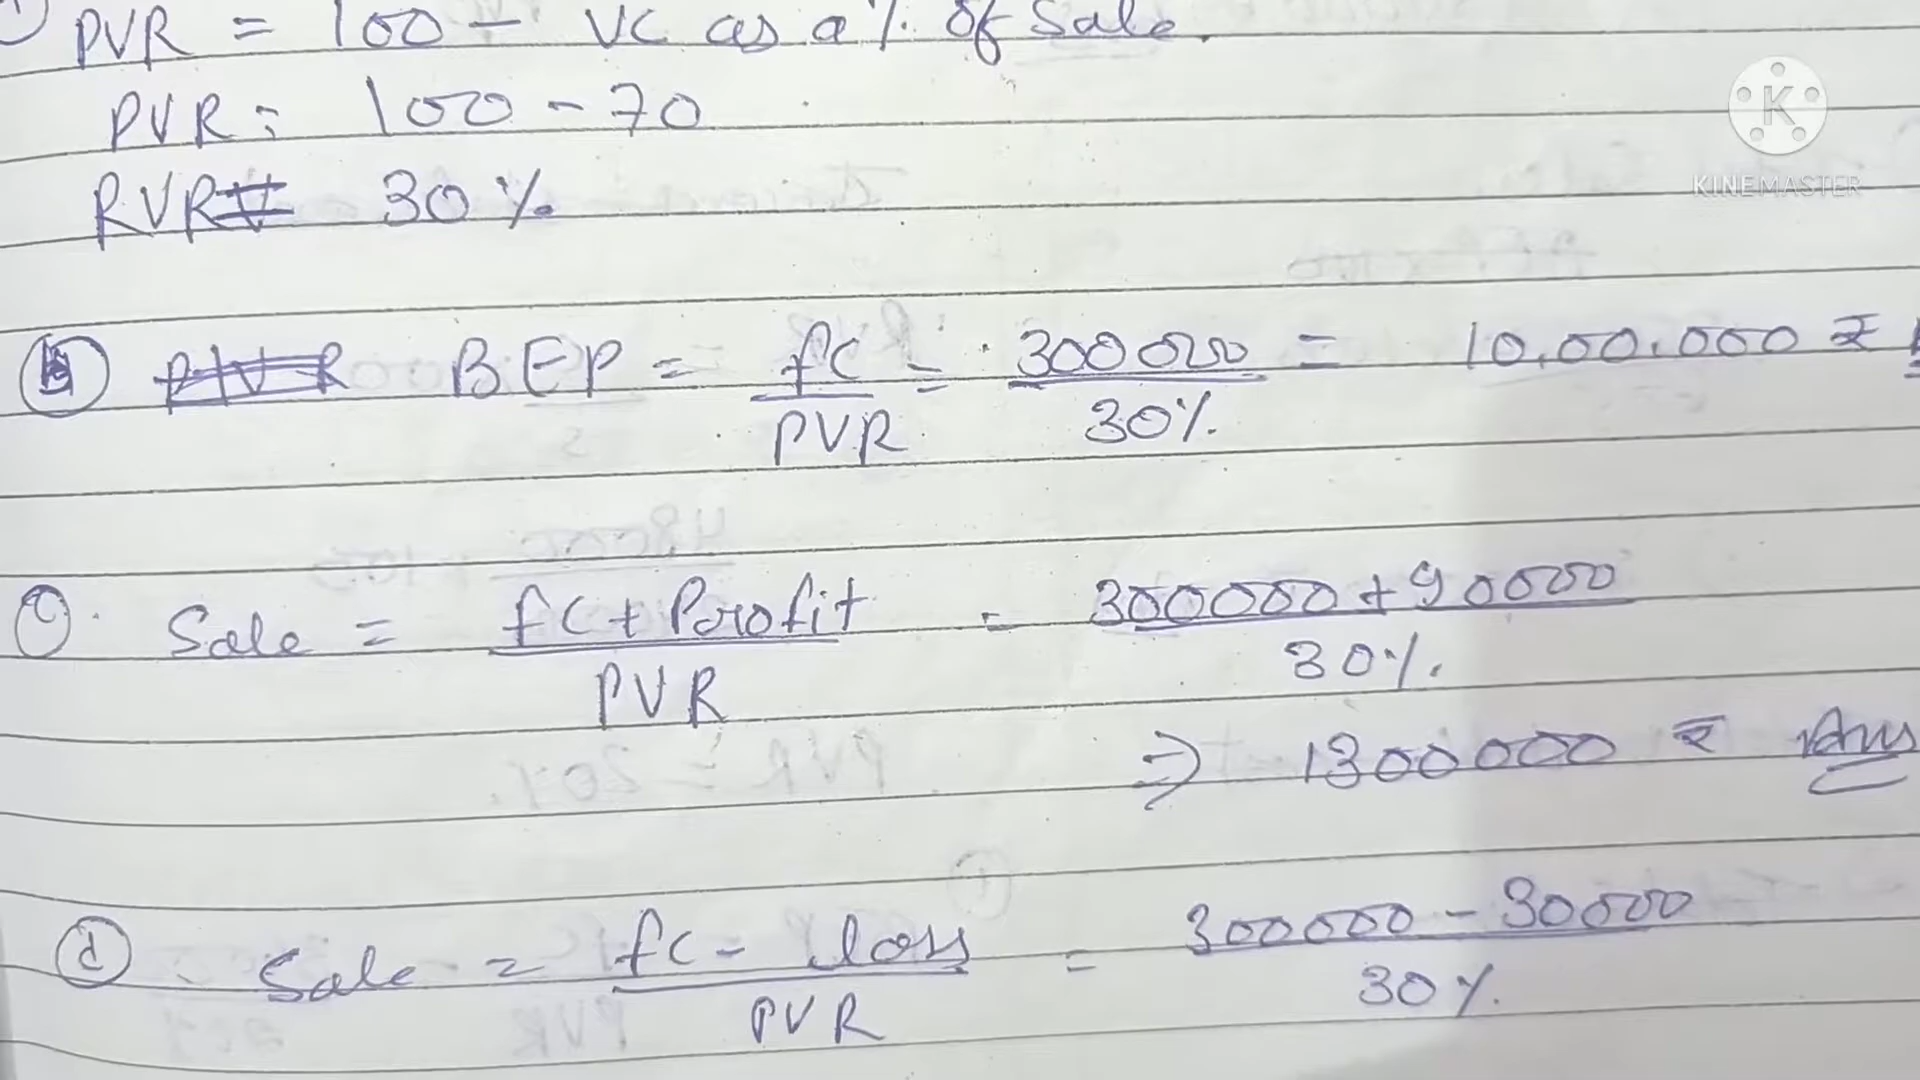 PVR = 100 - VC as a % of Sale.
PVR = 100 - 70
RVR = 30 %
K
KINEMASTER
(b) PVR BEP = fC / PVR = 300000 / 30% = 10,00,000 ₹
Sale = fC + Profit / PVR = 300000 + 90000 / 30%
⇒ 1300000 ₹ Ans
(d) Sale = fC - loss / PVR = 300000 - 30000 / 30%